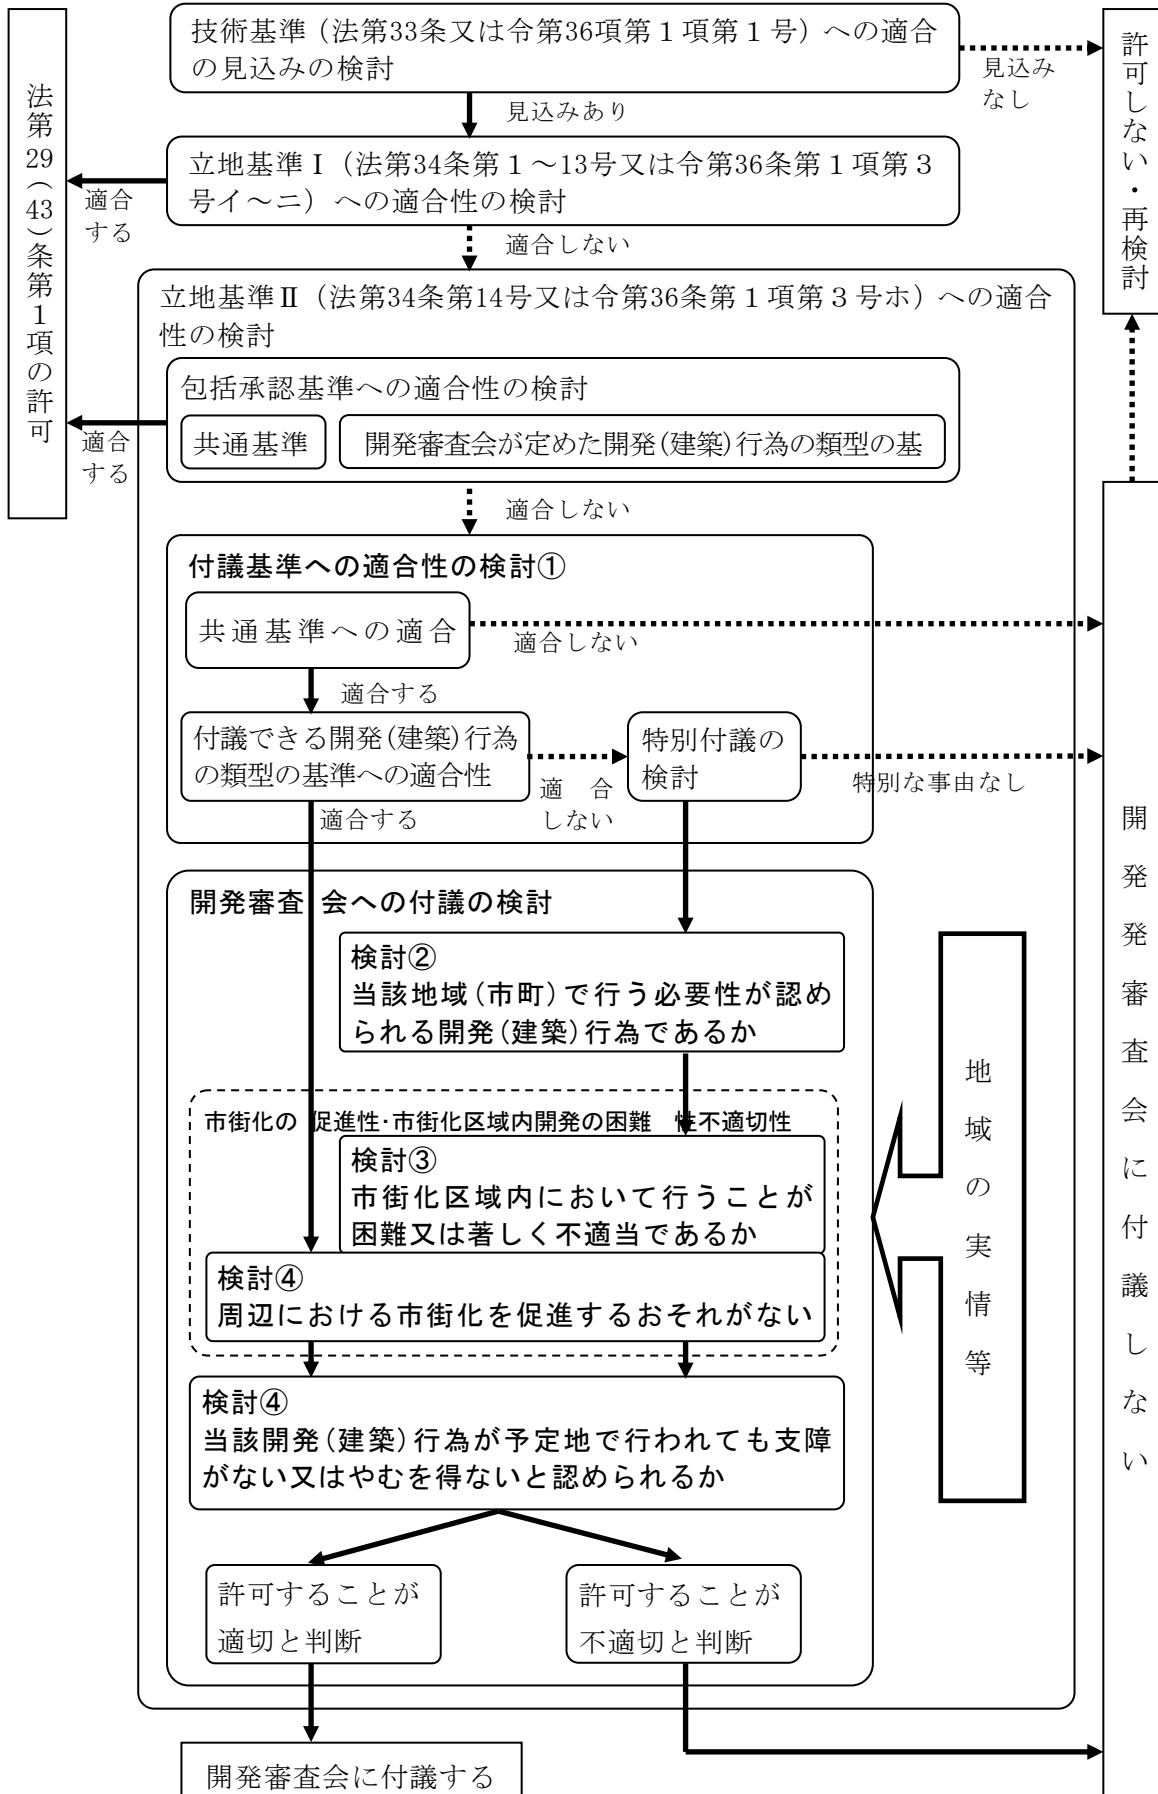 技術基準（法第33条又は令第36項第１項第１号）への適合
の見込みの検討
見込み
なし
許可しない・再検討
見込みあり
法第29（43）条第１項の許可
立地基準Ⅰ（法第34条第１～13号又は令第36条第１項第３
号イ～ニ）への適合性の検討
適合
する
適合しない
立地基準Ⅱ（法第34条第14号又は令第36条第１項第３号ホ）への適合
性の検討
包括承認基準への適合性の検討
共通基準
開発審査会が定めた開発(建築)行為の類型の基
適合
する
適合しない
付議基準への適合性の検討①
共通基準への適合
適合しない
適合する
付議できる開発(建築)行為
の類型の基準への適合性
適　合
しない
特別付議の
検討
特別な事由なし
適合する
開発発審査会に付議しない
開発審査 会への付議の検討
検討②
当該地域(市町)で行う必要性が認め
られる開発(建築)行為であるか
地域の実情等
市街化の 促進性･市街化区域内開発の困難　性不適切性
検討③
市街化区域内において行うことが
困難又は著しく不適当であるか
検討④
周辺における市街化を促進するおそれがない
検討④
当該開発(建築)行為が予定地で行われても支障
がない又はやむを得ないと認められるか
許可することが
適切と判断
許可することが
不適切と判断
開発審査会に付議する